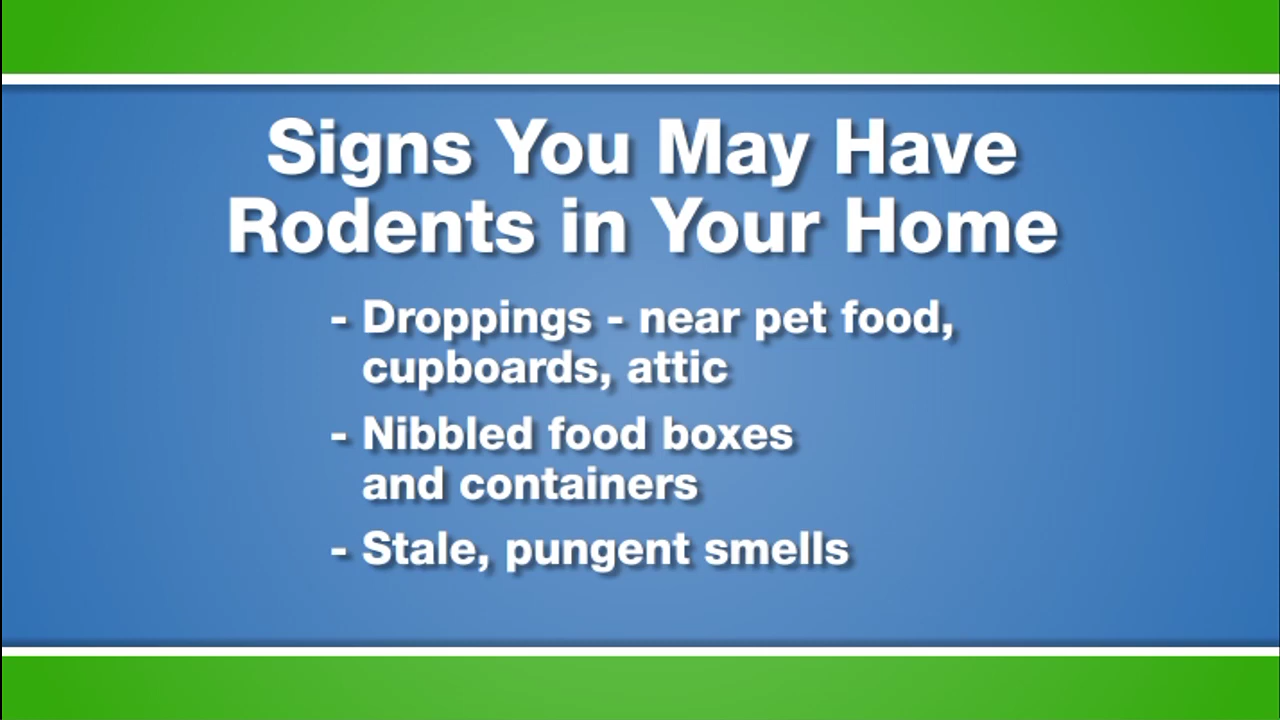 Signs You May Have
Rodents in Your Home
- Droppings - near pet food,
cupboards, attic
- Nibbled food boxes
and containers
- Stale, pungent smells